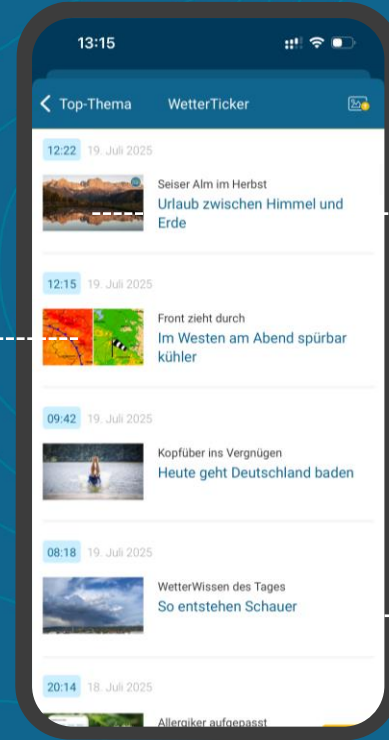 13:15
Top-Thema WetterTicker
12:22 19. Juli 2025
Seiser Alm im Herbst
Urlaub zwischen Himmel und
Erde
12:15 19. Juli 2025
Front zieht durch
Im Westen am Abend spürbar
kühler
09:42 19. Juli 2025
Kopfüber ins Vergnügen
Heute geht Deutschland baden
08:18 19. Juli 2025
WetterWissen des Tages
So entstehen Schauer
20:14 18. Juli 2025
Allergiker aufgepasst